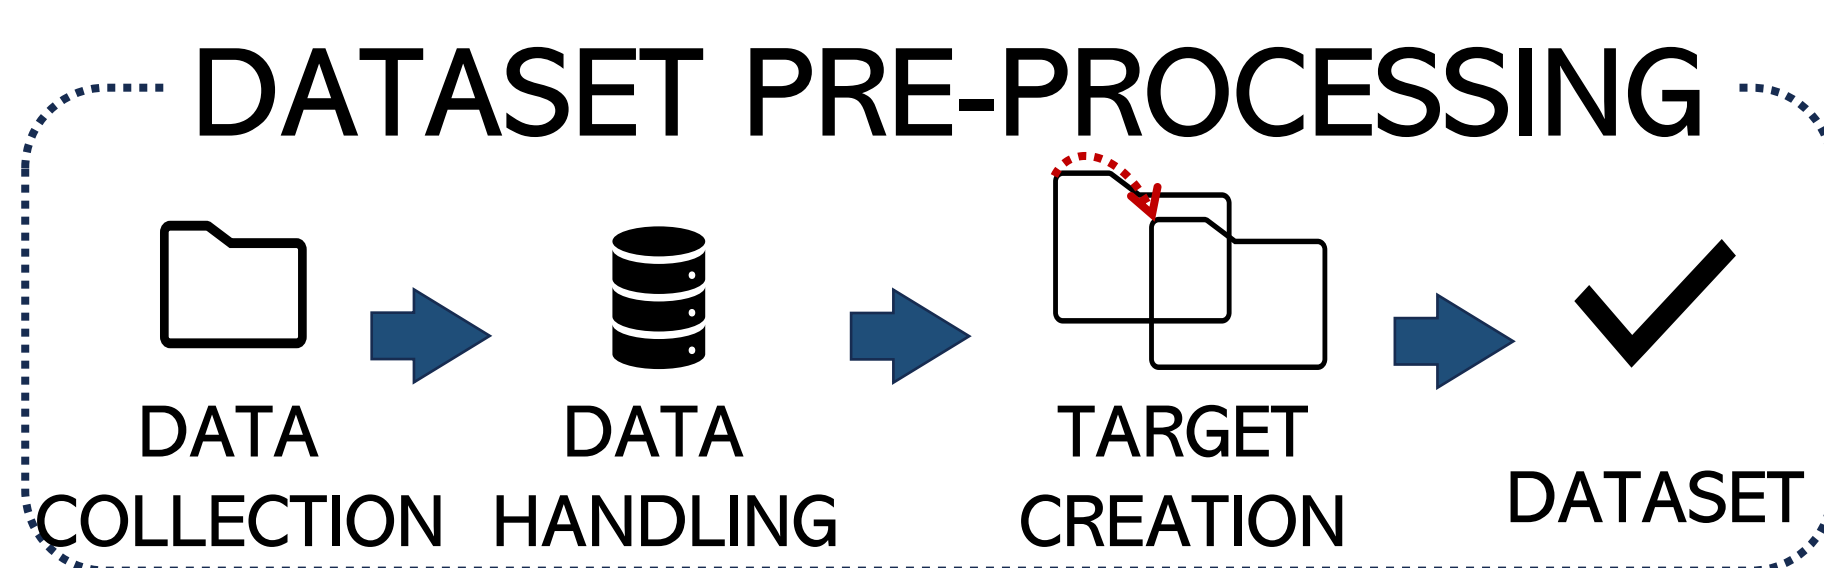 DATASET PRE-PROCESSING
DATA
COLLECTION
DATA
HANDLING
TARGET
CREATION
DATASET